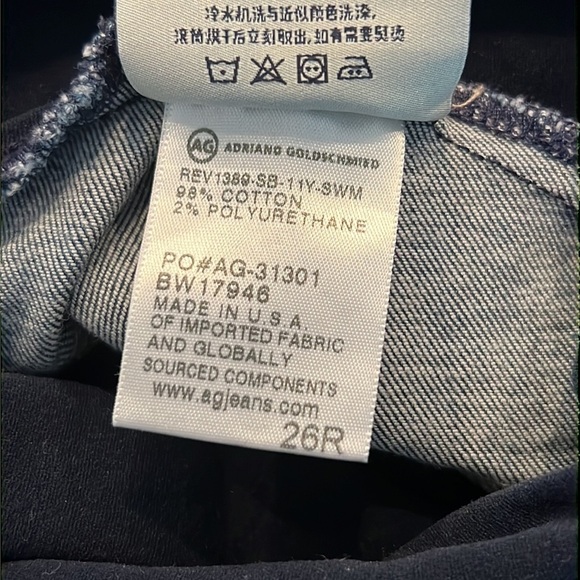 冷水机洗与近似颜色洗涤,
滚筒烘干后立刻取出,如有需要熨烫
AG ADRIANO GOLDSCHMIED
REV1389-SB-11Y-SWM
98% COTTON
2% POLYURETHANE
PO#AG-31301
BW17946
MADE IN U.S.A
OF IMPORTED FABRIC
AND GLOBALLY
SOURCED COMPONENTS
www.agjeans.com
26R